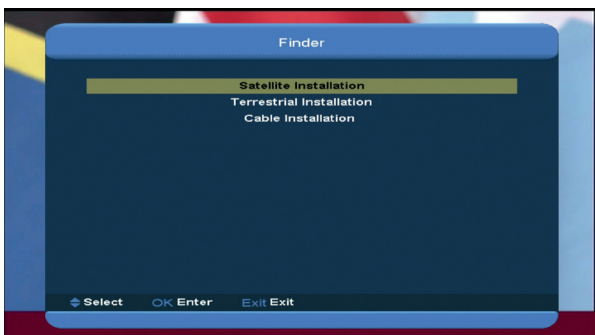 Finder
Satellite Installation
Terrestrial Installation
Cable Installation
Select OK Enter Exit Exit